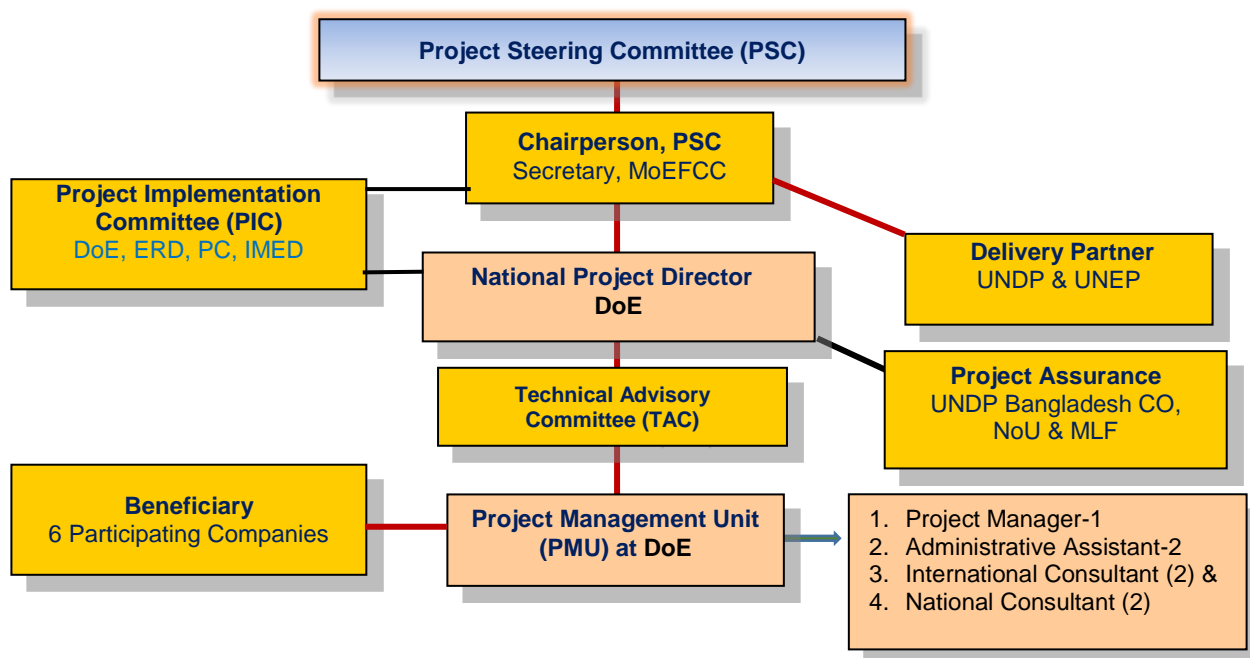 Project Steering Committee (PSC)
Chairperson, PSC
Secretary, MoEFCC
Project Implementation
Committee (PIC)
DoE, ERD, PC, IMED
Delivery Partner
UNDP & UNEP
National Project Director
DoE
Project Assurance
UNDP Bangladesh CO,
NoU & MLF
Technical Advisory
Committee (TAC)
Beneficiary
6 Participating Companies
Project Management Unit
(PMU) at DoE
1. Project Manager-1
2. Administrative Assistant-2
3. International Consultant (2) &
4. National Consultant (2)